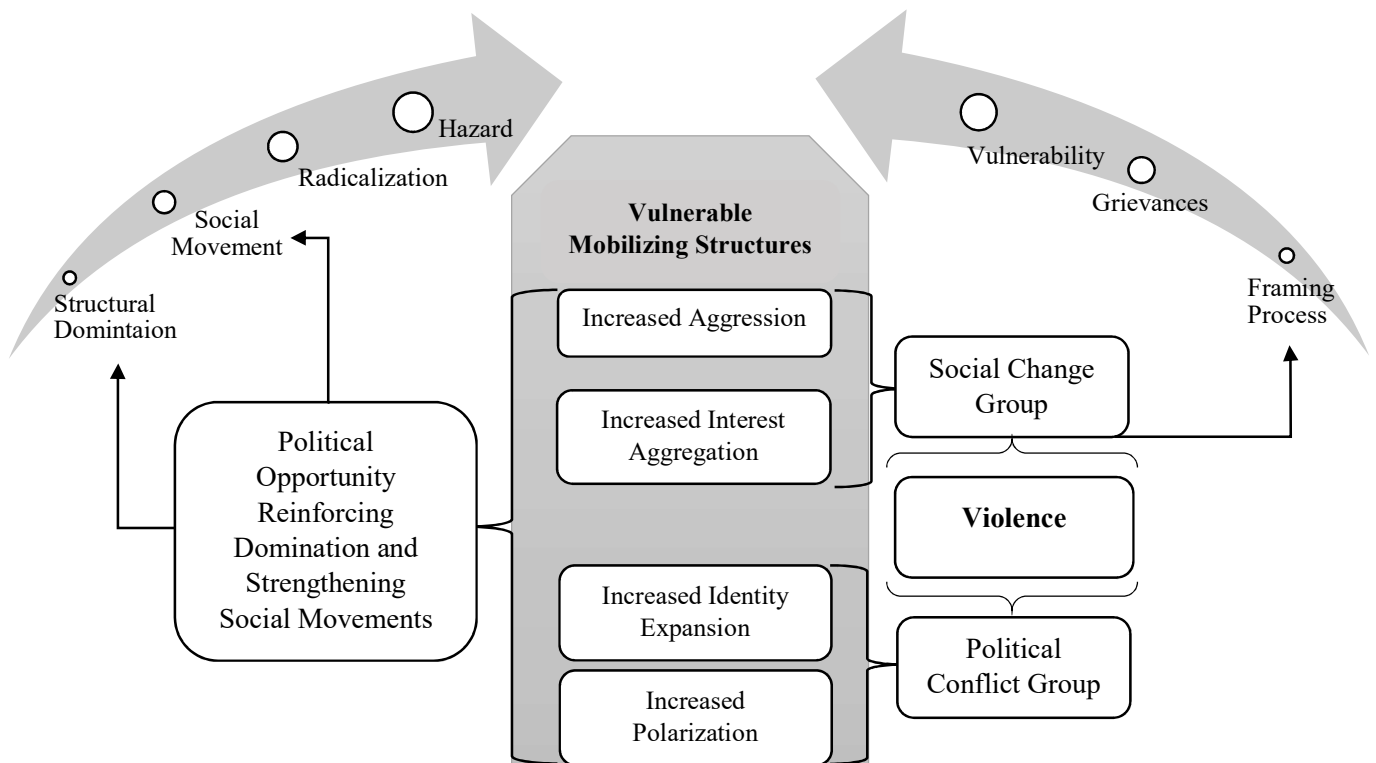 Hazard
Radicalization
Social
Movement
Structural
Domintaion
Vulnerability
Grievances
Framing
Process
Vulnerable
Mobilizing Structures
Increased Aggression
Increased Interest
Aggregation
Increased Identity
Expansion
Increased
Polarization
Political
Opportunity
Reinforcing
Domination and
Strengthening
Social Movements
Social Change
Group
Violence
Political
Conflict Group